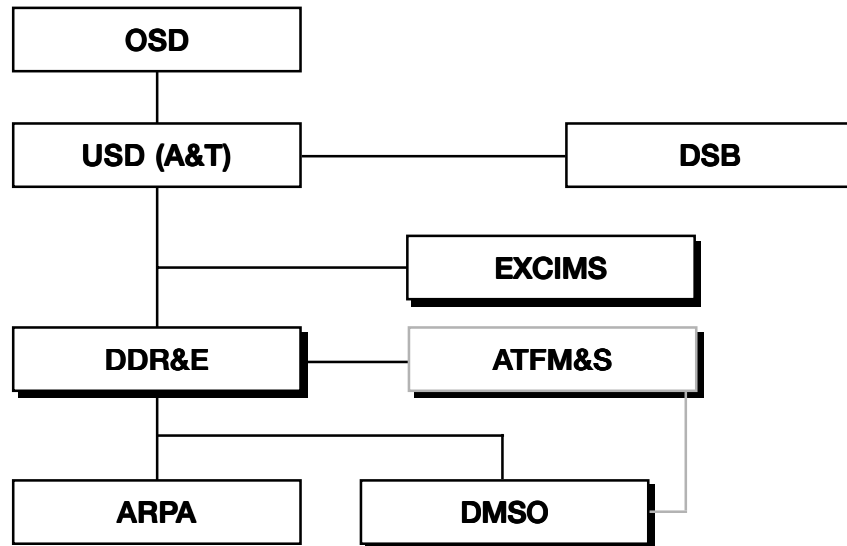 OSD
USD (A&T)
DSB
EXCIMS
DDR&E
ATFM&S
ARPA
DMSO